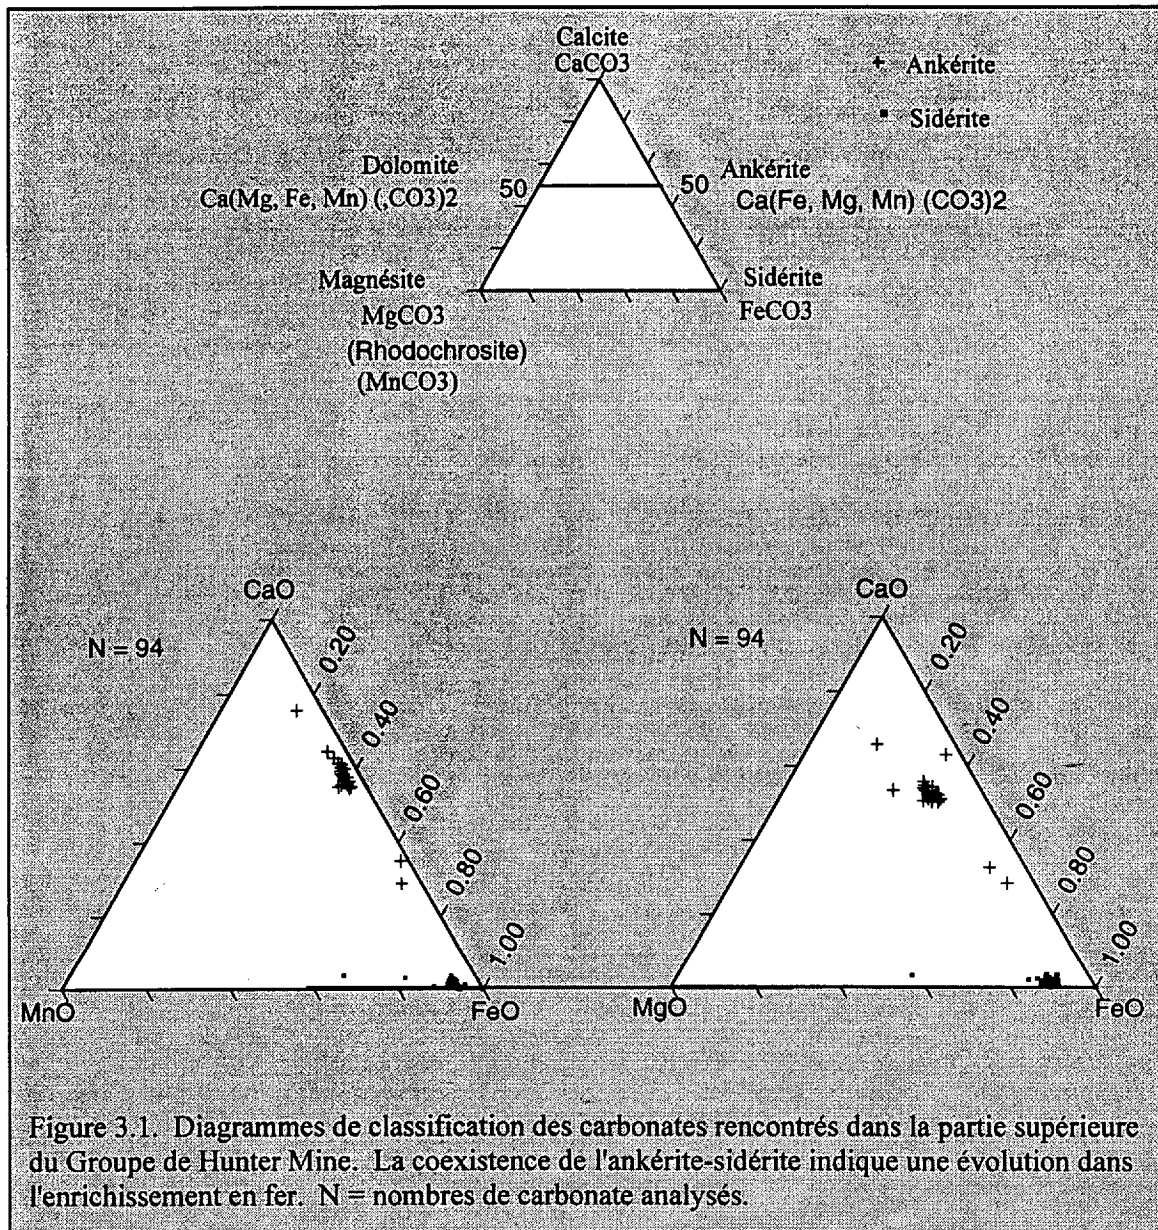 Calcite
CaCO3
+ Ankérite
▪ Sidérite
Dolomite
Ca(Mg, Fe, Mn) (,CO3)2
50
50
Ankérite
Ca(Fe, Mg, Mn) (CO3)2
Magnésite
MgCO3
(Rhodochrosite)
(MnCO3)
Sidérite
FeCO3
CaO
N = 94
0.20
0.40
0.60
0.80
1.00
MnO
FeO
CaO
N = 94
0.20
0.40
0.60
0.80
1.00
MgO
FeO
Figure 3.1. Diagrammes de classification des carbonates rencontrés dans la partie supérieure
du Groupe de Hunter Mine. La coexistence de l'ankérite-sidérite indique une évolution dans
l'enrichissement en fer. N = nombres de carbonate analysés.